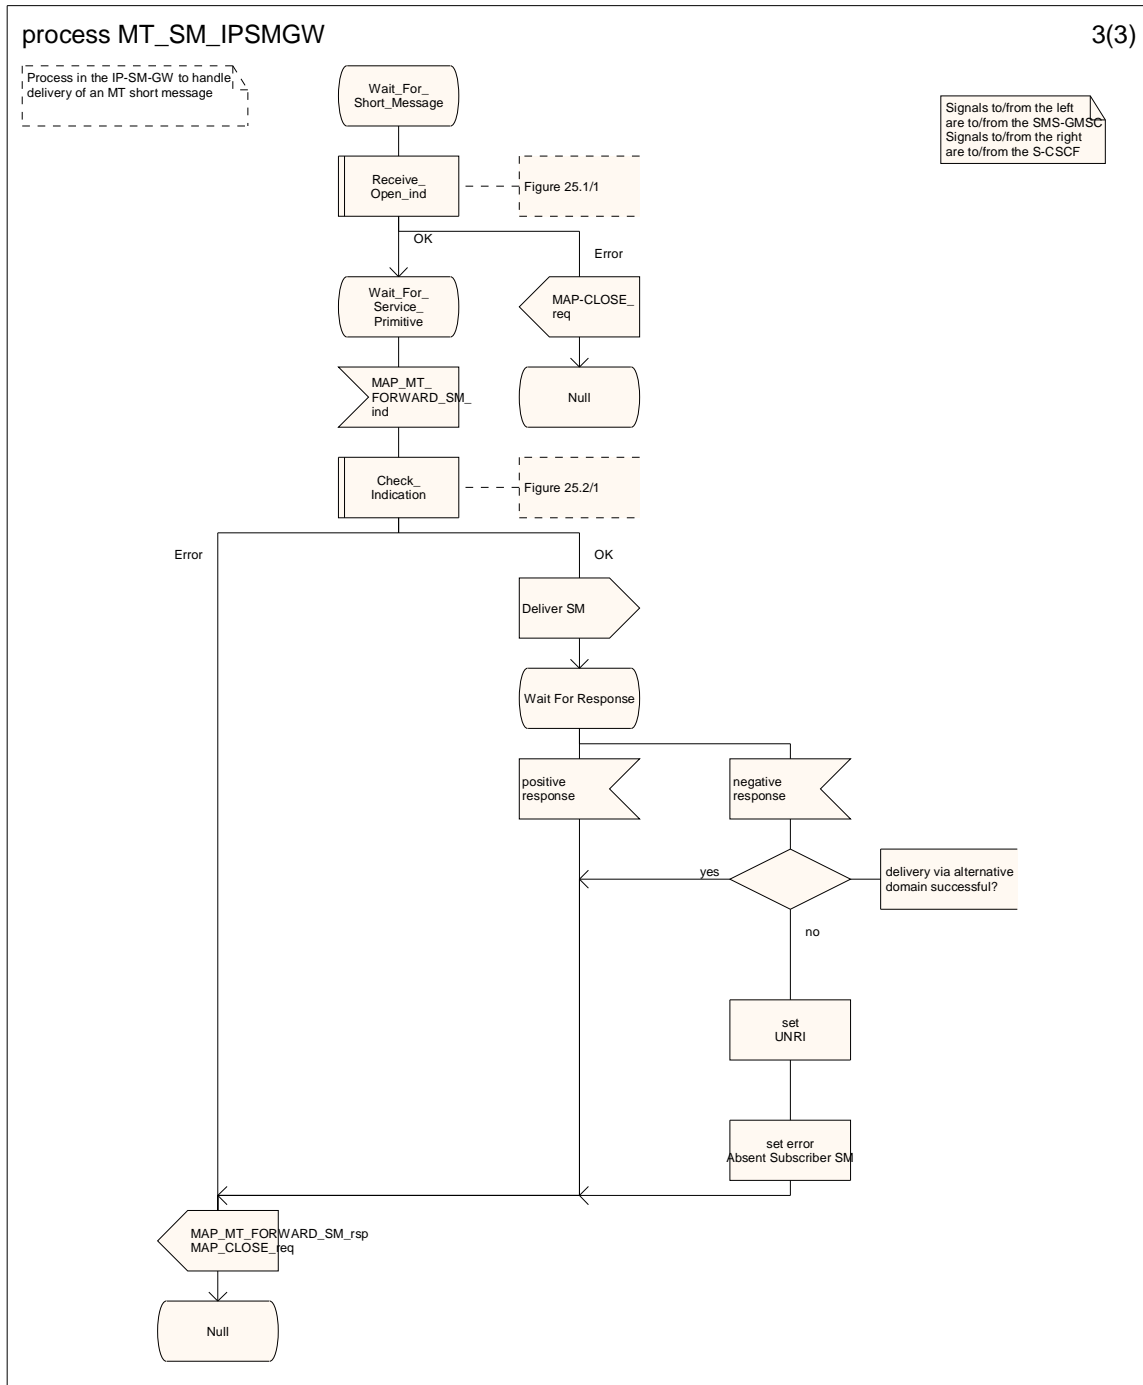 process MT_SM_IPSMGW
3(3)
Process in the IP-SM-GW to handle
delivery of an MT short message
Signals to/from the left
are to/from the SMS-GMSC
Signals to/from the right
are to/from the S-CSCF
Wait_For_
Short_Message
Receive_
Open_ind
Figure 25.1/1
OK
Error
Wait_For_
Service_
Primitive
MAP-CLOSE_
req
MAP_MT_
FORWARD_SM_
ind
Null
Check_
Indication
Figure 25.2/1
Error
OK
Deliver SM
Wait For Response
positive
response
negative
response
yes
delivery via alternative
domain successful?
no
set
UNRI
set error
Absent Subscriber SM
MAP_MT_FORWARD_SM_rsp
MAP_CLOSE_req
Null